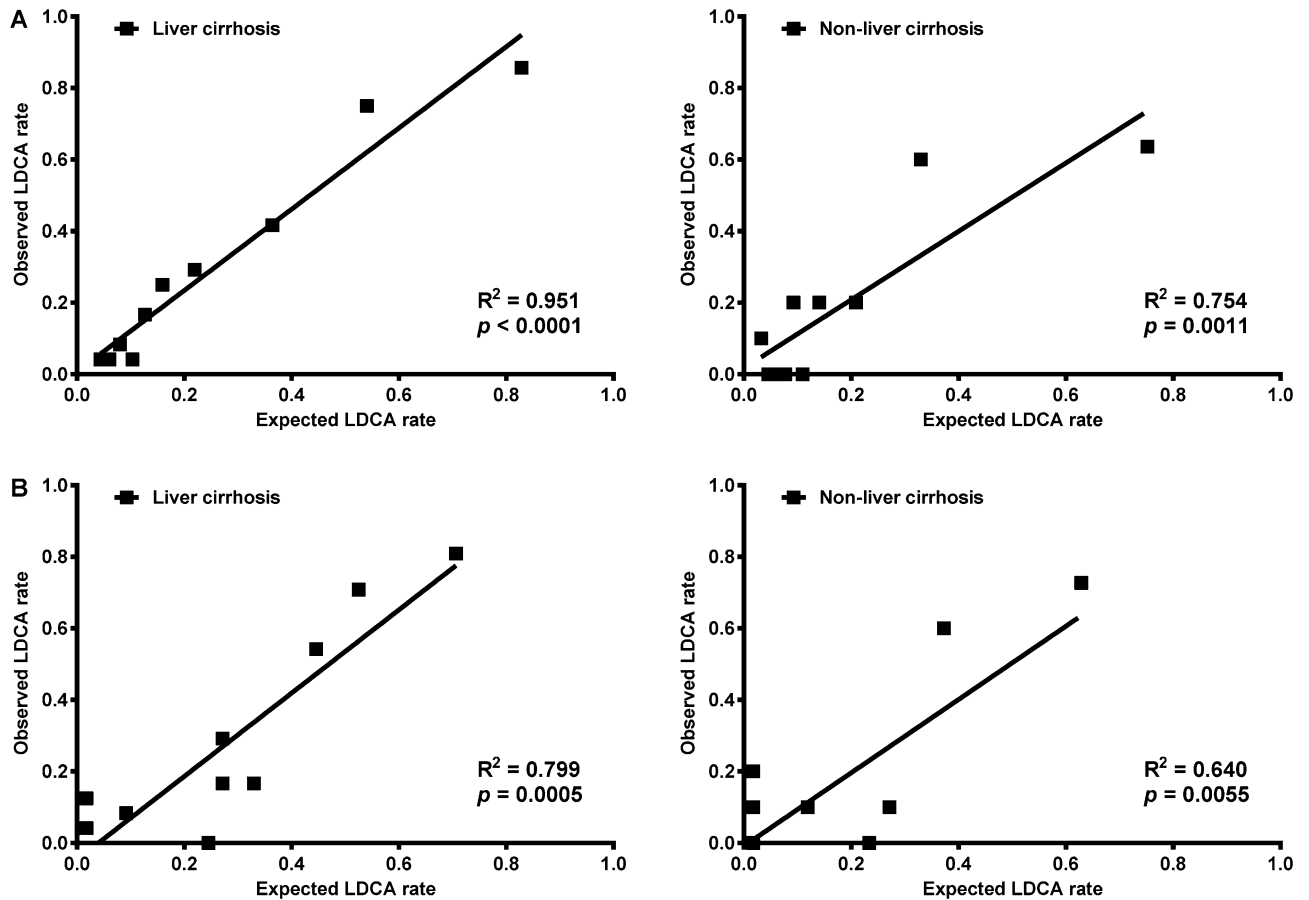 A
Liver cirrhosis
Observed LDCA rate
1.0
0.8
0.6
0.4
0.2
0.0
R² = 0.951
p < 0.0001
0.0 0.2 0.4 0.6 0.8 1.0
Expected LDCA rate
Non-liver cirrhosis
Observed LDCA rate
1.0
0.8
0.6
0.4
0.2
0.0
R² = 0.754
p = 0.0011
0.0 0.2 0.4 0.6 0.8 1.0
Expected LDCA rate
B
Liver cirrhosis
Observed LDCA rate
1.0
0.8
0.6
0.4
0.2
0.0
R² = 0.799
p = 0.0005
0.0 0.2 0.4 0.6 0.8 1.0
Expected LDCA rate
Non-liver cirrhosis
Observed LDCA rate
1.0
0.8
0.6
0.4
0.2
0.0
R² = 0.640
p = 0.0055
0.0 0.2 0.4 0.6 0.8 1.0
Expected LDCA rate